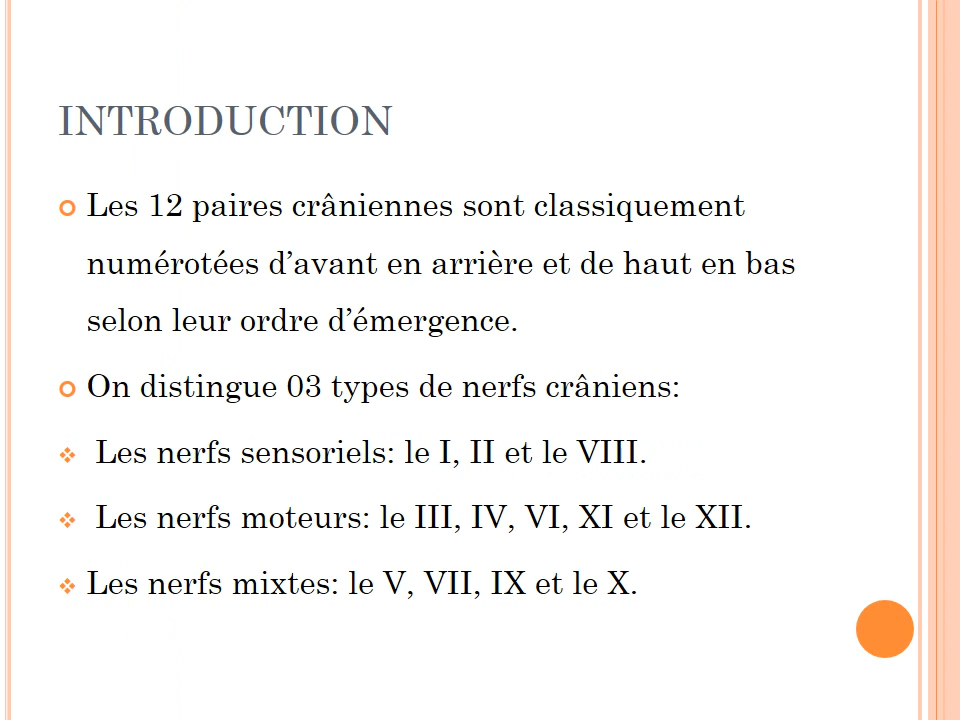 INTRODUCTION
Les 12 paires crâniennes sont classiquement
numérotées d’avant en arrière et de haut en bas
selon leur ordre d’émergence.
On distingue 03 types de nerfs crâniens:
Les nerfs sensoriels: le I, II et le VIII.
Les nerfs moteurs: le III, IV, VI, XI et le XII.
Les nerfs mixtes: le V, VII, IX et le X.